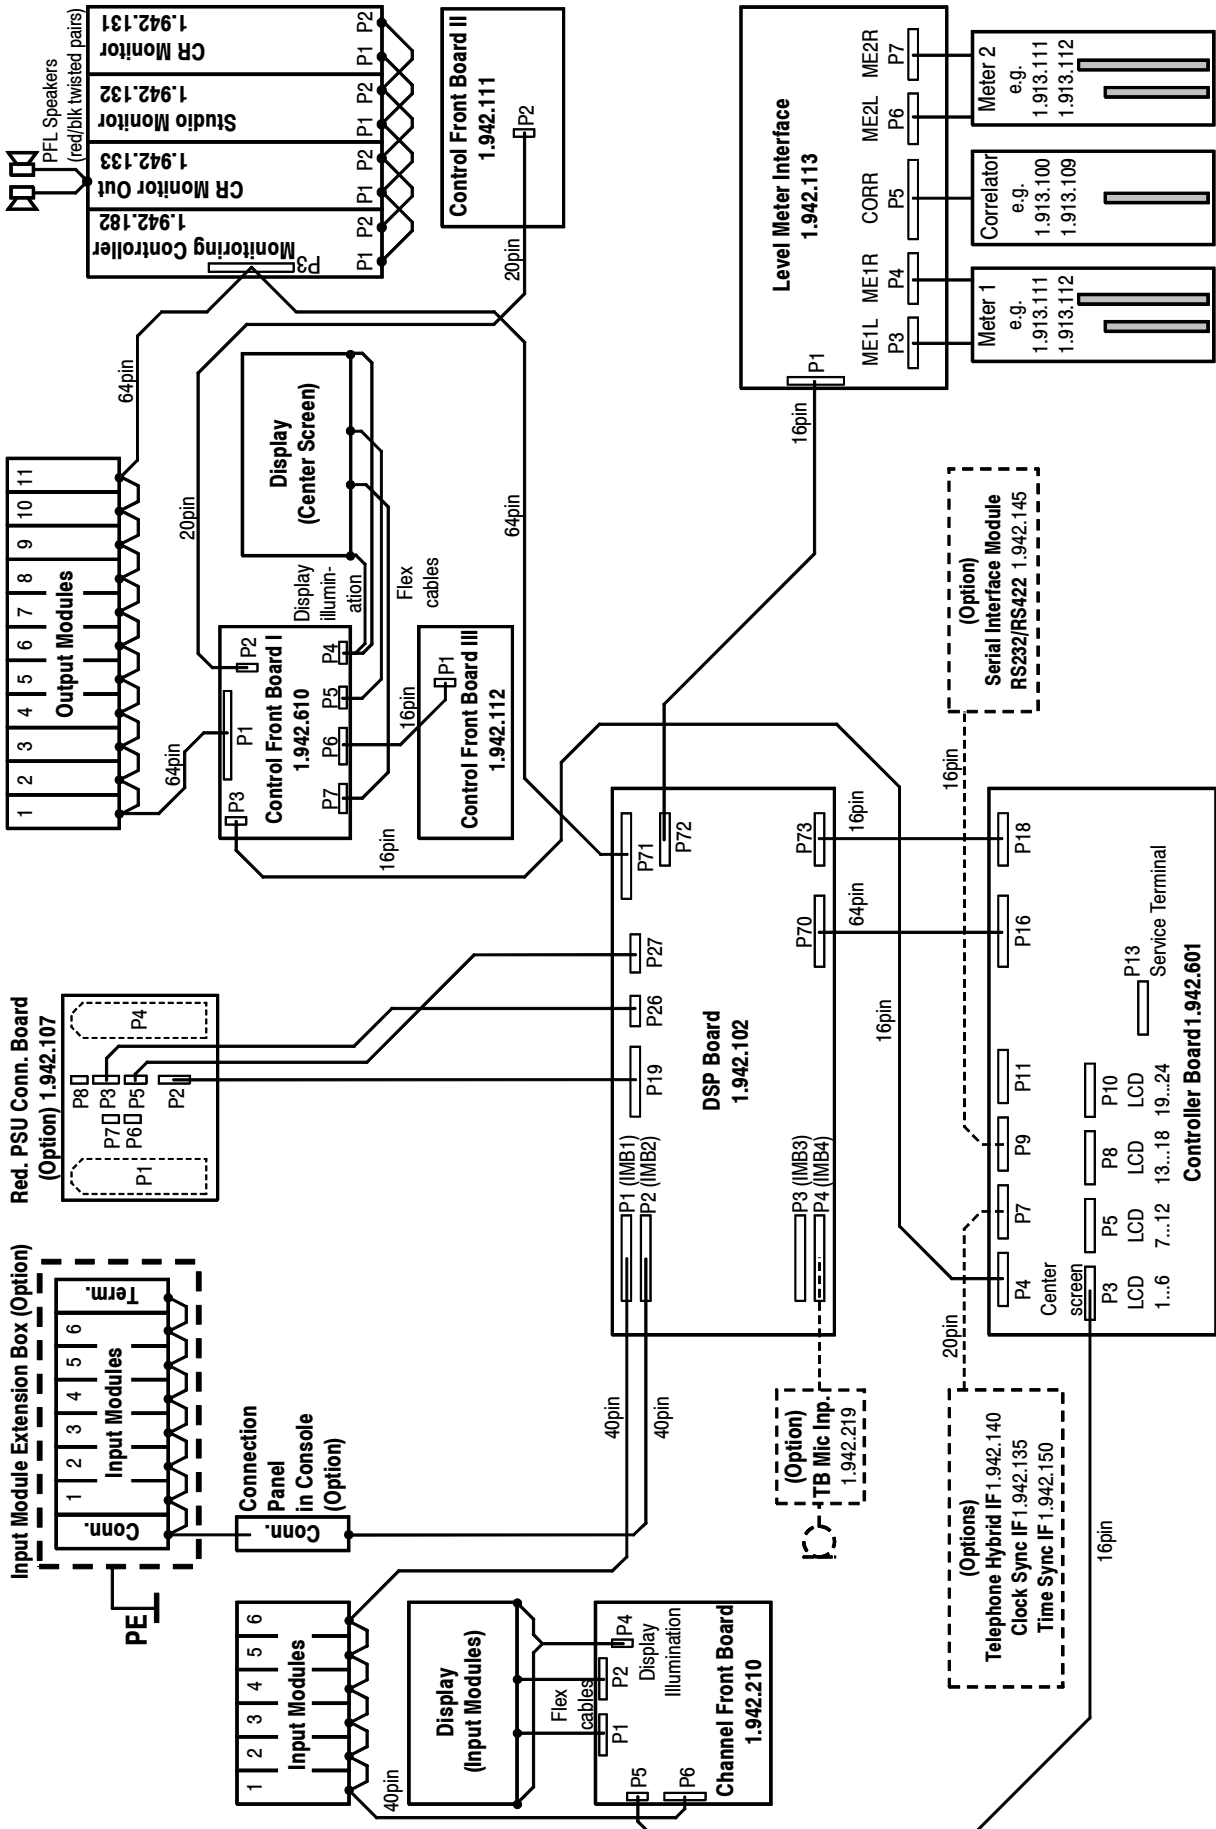 Input Module Extension Box (Option)
Conn.
1
2
3
4
5
6
Term.
Input Modules
PE
Connection
Panel
in Console
(Option)
Conn.
Red. PSU Conn. Board
(Option) 1.942.107
P1
P4
P8
P3
P5
P2
P7
P6
1
2
3
4
5
6
7
8
9
10
11
Output Modules
64pin
64pin
PFL Speakers
(red/blk twisted pairs)
Monitoring Controller
1.942.182
CR Monitor Out
1.942.133
Studio Monitor
1.942.132
CR Monitor
1.942.131
P3
P1
P2
P1
P2
P1
P2
P1
P2
1
2
3
4
5
6
Input Modules
40pin
Display
(Input Modules)
Flex
cables
P1
P2
P4
Display
Illumination
P5
P6
Channel Front Board
1.942.210
40pin
40pin
P1
P2
P3
Control Front Board I
1.942.610
P7
P6
P5
P4
20pin
Display
illumin-
ation
Flex
cables
Display
(Center Screen)
16pin
16pin
Control Front Board III
1.942.112
P1
Control Front Board II
1.942.111
P2
20pin
64pin
P1 (IMB1)
P2 (IMB2)
P19
P26
P27
P71
P72
DSP Board
1.942.102
P3 (IMB3)
P4 (IMB4)
P70
P73
(Option)
TB Mic Inp.
1.942.219
64pin
16pin
16pin
16pin
Level Meter Interface
1.942.113
P1
ME1L
ME1R
CORR
ME2L
ME2R
P3
P4
P5
P6
P7
Meter 1
e.g.
1.913.111
1.913.112
Correlator
e.g.
1.913.100
1.913.109
Meter 2
e.g.
1.913.111
1.913.112
(Options)
Telephone Hybrid IF 1.942.140
Clock Sync IF 1.942.135
Time Sync IF 1.942.150
20pin
16pin
(Option)
Serial Interface Module
RS232/RS422 1.942.145
16pin
P4
P7
P9
P11
P16
P18
Center
screen
P3
P5
P8
P10
P13
Service Terminal
LCD
LCD
LCD
LCD
1...6
7...12
13...18
19...24
Controller Board 1.942.601